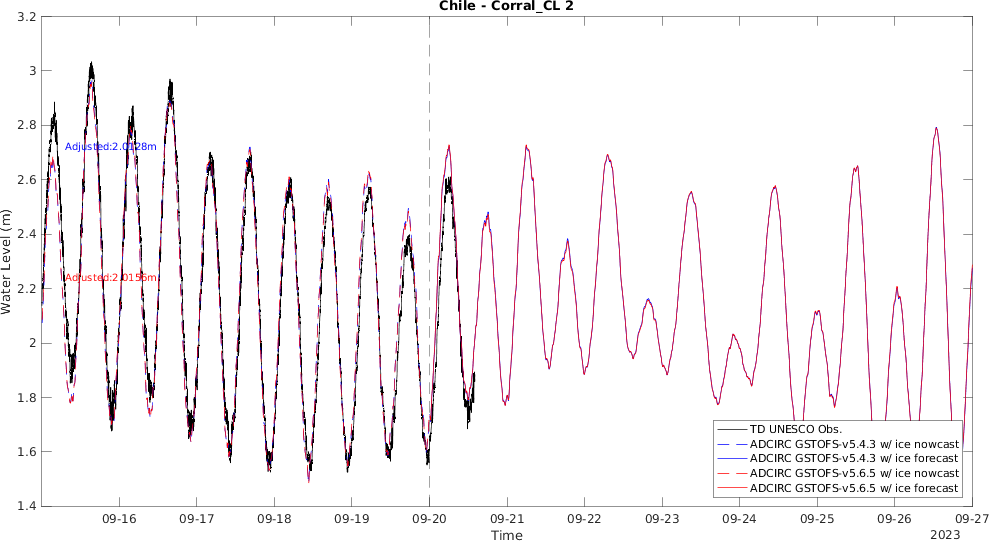 Chile - Corral_CL 2
3.2
3
2.8
2.6
2.4
2.2
2
1.8
1.6
1.4
Water Level (m)
Adjusted:2.0128m
Adjusted:2.0156m
TD UNESCO Obs.
ADCIRC GSTOFS-v5.4.3 w/ ice nowcast
ADCIRC GSTOFS-v5.4.3 w/ ice forecast
ADCIRC GSTOFS-v5.6.5 w/ ice nowcast
ADCIRC GSTOFS-v5.6.5 w/ ice forecast
09-16 09-17 09-18 09-19 09-20 09-21 09-22 09-23 09-24 09-25 09-26 09-27
Time
2023